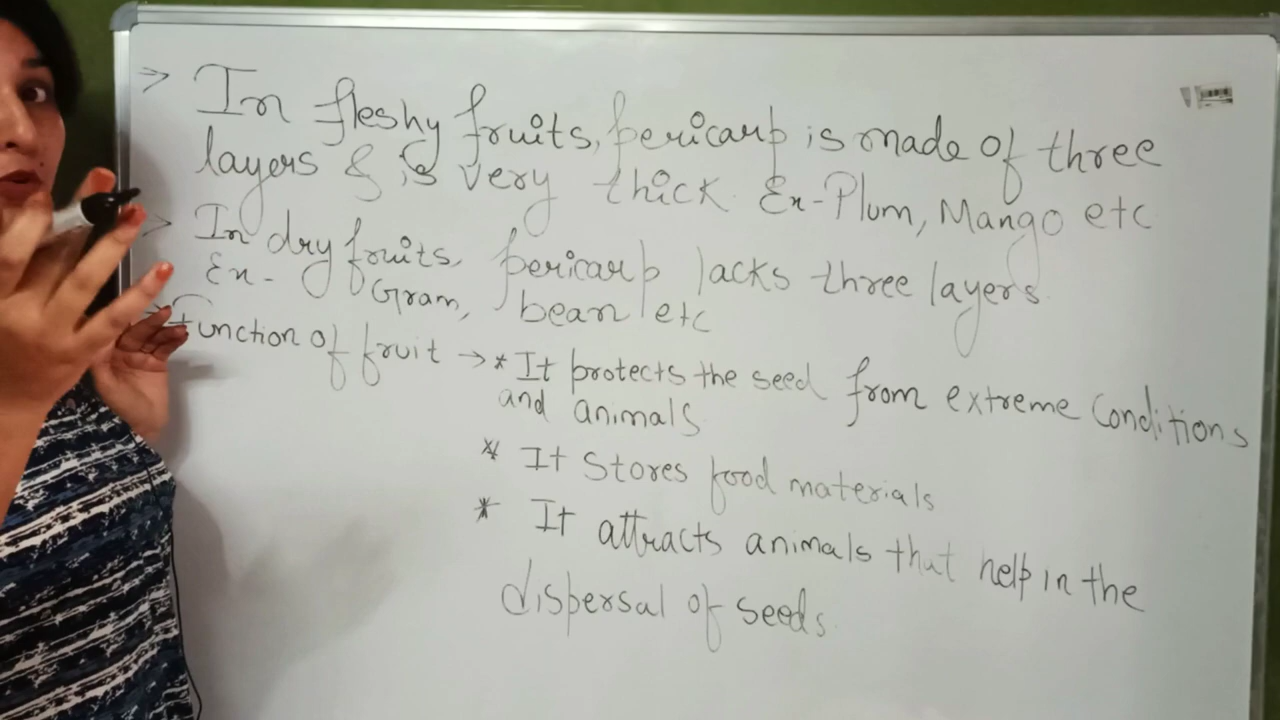 > In fleshy fruits, pericarp is made of three
layers & is very thick Ex-Plum, Mango etc
> In dry fruits, pericarp lacks three layers.
Ex- Gram, bean etc
> Function of fruit → * It protects the seed from extreme Conditions
and animals
* It Stores food materials
* It attracts animals that help in the
dispersal of seeds.